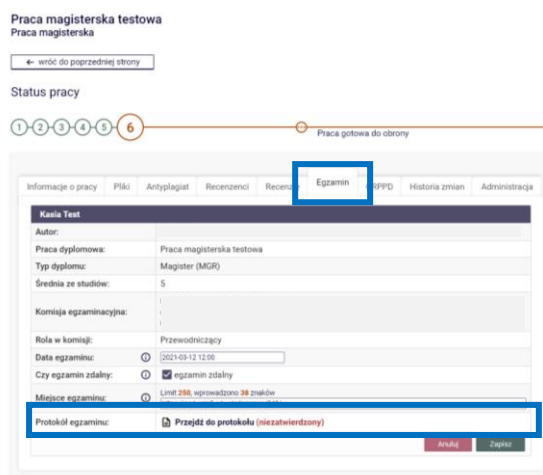 Praca magisterska testowa
Praca magisterska
← wróć do poprzedniej strony
Status pracy
1 2 3 4 5 6 Praca gotowa do obrony
Informacje o pracy Pliki Antyplagiat Recenzenci Egzamin Historia zmian Administracja
Kasia Test
Autor:
Praca dyplomowa: Praca magisterska testowa
Typ dyplomu: Magister (MGR)
Średnia ze studiów: 5
Komisja egzaminacyjna:
Rola w komisji: Przewodniczący
Data egzaminu: 2021-03-12 12:00
Czy egzamin zdalny: egzamin zdalny
Miejsce egzaminu: Limit 250, wprowadzono 38 znaków
Protokół egzaminu: Przejdź do protokołu (niezatwierdzony)
Anuluj Zapisz